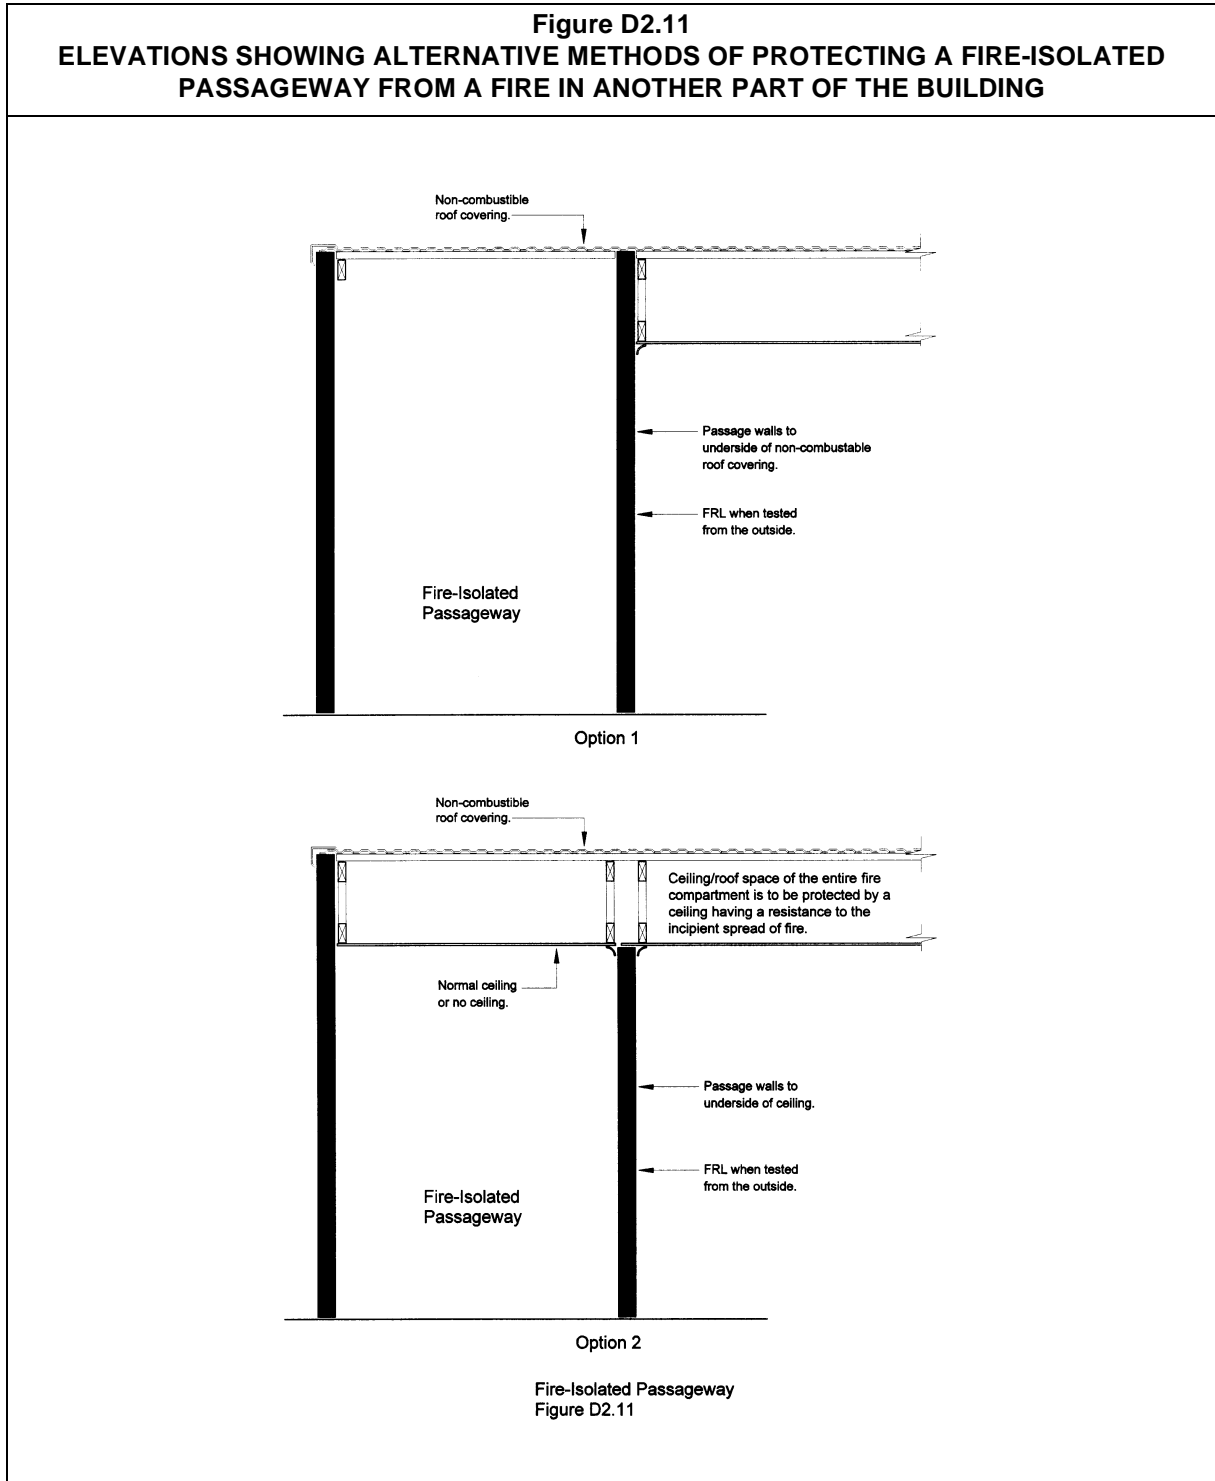 Figure D2.11
ELEVATIONS SHOWING ALTERNATIVE METHODS OF PROTECTING A FIRE-ISOLATED
PASSAGEWAY FROM A FIRE IN ANOTHER PART OF THE BUILDING
Non-combustible
roof covering.
Passage walls to
underside of non-combustable
roof covering.
FRL when tested
from the outside.
Fire-Isolated
Passageway
Option 1
Non-combustible
roof covering.
Ceiling/roof space of the entire fire
compartment is to be protected by a
ceiling having a resistance to the
incipient spread of fire.
Normal ceiling
or no ceiling.
Passage walls to
underside of ceiling.
FRL when tested
from the outside.
Fire-Isolated
Passageway
Option 2
Fire-Isolated Passageway
Figure D2.11